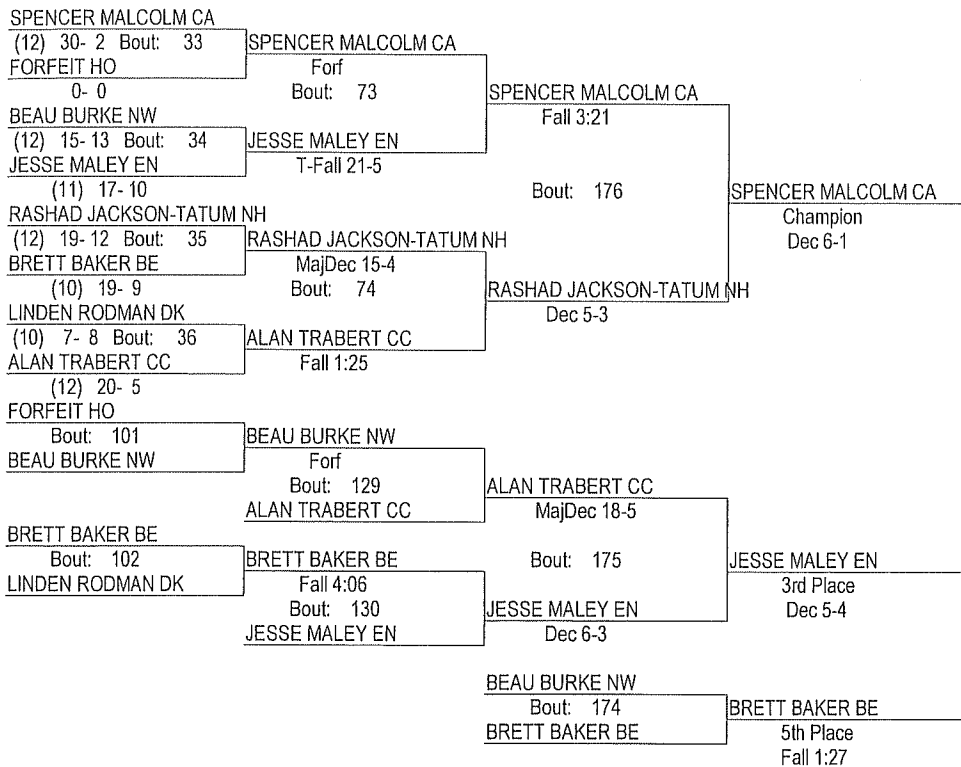 SPENCER MALCOLM CA
(12) 30- 2 Bout: 33
FORFEIT HO
0- 0
SPENCER MALCOLM CA
Forf
Bout: 73
BEAU BURKE NW
(12) 15- 13 Bout: 34
JESSE MALEY EN
(11) 17- 10
JESSE MALEY EN
T-Fall 21-5
SPENCER MALCOLM CA
Fall 3:21
Bout: 176
RASHAD JACKSON-TATUM NH
(12) 19- 12 Bout: 35
BRETT BAKER BE
(10) 19- 9
RASHAD JACKSON-TATUM NH
MajDec 15-4
Bout: 74
LINDEN RODMAN DK
(10) 7- 8 Bout: 36
ALAN TRABERT CC
(12) 20- 5
ALAN TRABERT CC
Fall 1:25
RASHAD JACKSON-TATUM NH
Dec 5-3
SPENCER MALCOLM CA
Champion
Dec 6-1
FORFEIT HO
Bout: 101
BEAU BURKE NW
BEAU BURKE NW
Forf
Bout: 129
ALAN TRABERT CC
ALAN TRABERT CC
MajDec 18-5
Bout: 175
BRETT BAKER BE
Bout: 102
LINDEN RODMAN DK
BRETT BAKER BE
Fall 4:06
Bout: 130
JESSE MALEY EN
JESSE MALEY EN
Dec 6-3
JESSE MALEY EN
3rd Place
Dec 5-4
BEAU BURKE NW
Bout: 174
BRETT BAKER BE
BRETT BAKER BE
5th Place
Fall 1:27